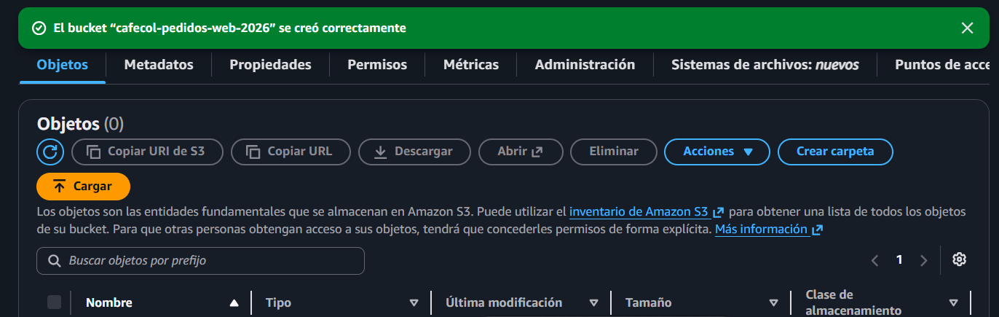 El bucket “cafecol-pedidos-web-2026” se creó correctamente
Objetos
Metadatos
Propiedades
Permisos
Métricas
Administración
Sistemas de archivos: nuevos
Puntos de acce
Objetos (0)
Copiar URI de S3
Copiar URL
Descargar
Abrir
Eliminar
Acciones
Crear carpeta
Cargar
Los objetos son las entidades fundamentales que se almacenan en Amazon S3. Puede utilizar el inventario de Amazon S3 para obtener una lista de todos los objetos
de su bucket. Para que otras personas obtengan acceso a sus objetos, tendrá que concederles permisos de forma explícita. Más información
Buscar objetos por prefijo
1
Nombre
Tipo
Última modificación
Tamaño
Clase de
almacenamiento